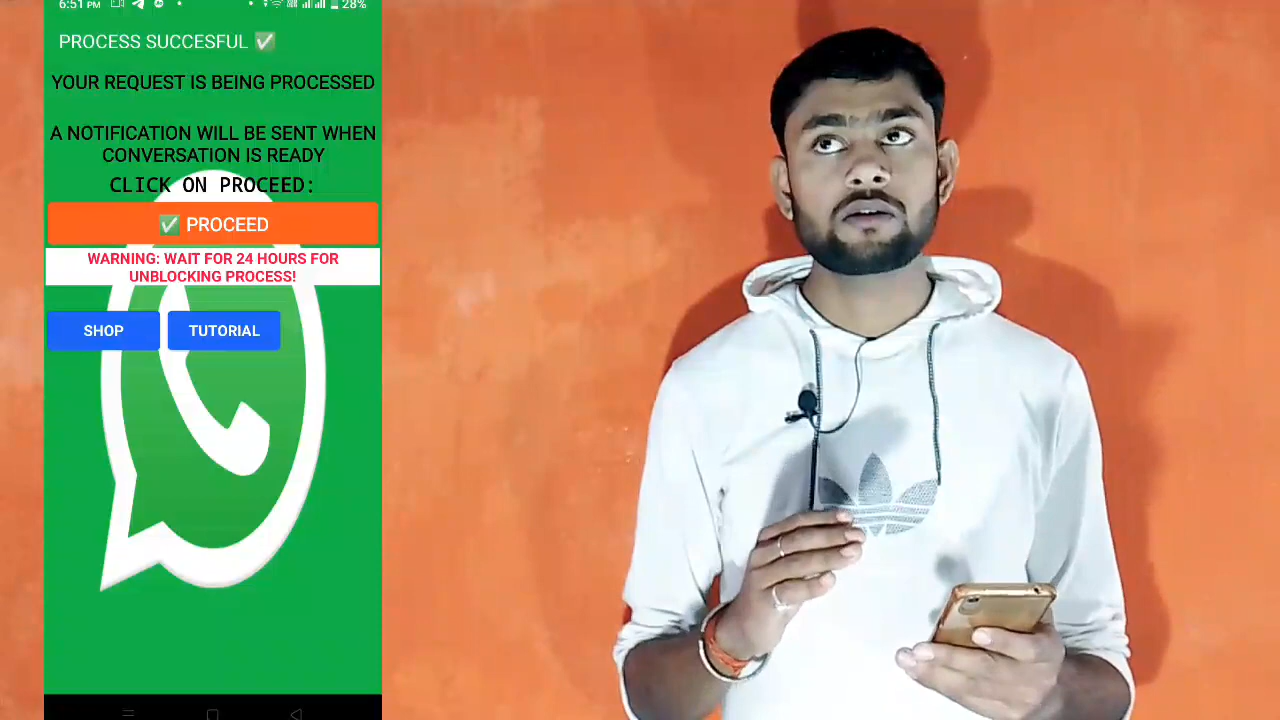 6:51 PM
28%
PROCESS SUCCESFUL ✅
YOUR REQUEST IS BEING PROCESSED
A NOTIFICATION WILL BE SENT WHEN
CONVERSATION IS READY
CLICK ON PROCEED:
✅ PROCEED
WARNING: WAIT FOR 24 HOURS FOR
UNBLOCKING PROCESS!
SHOP
TUTORIAL